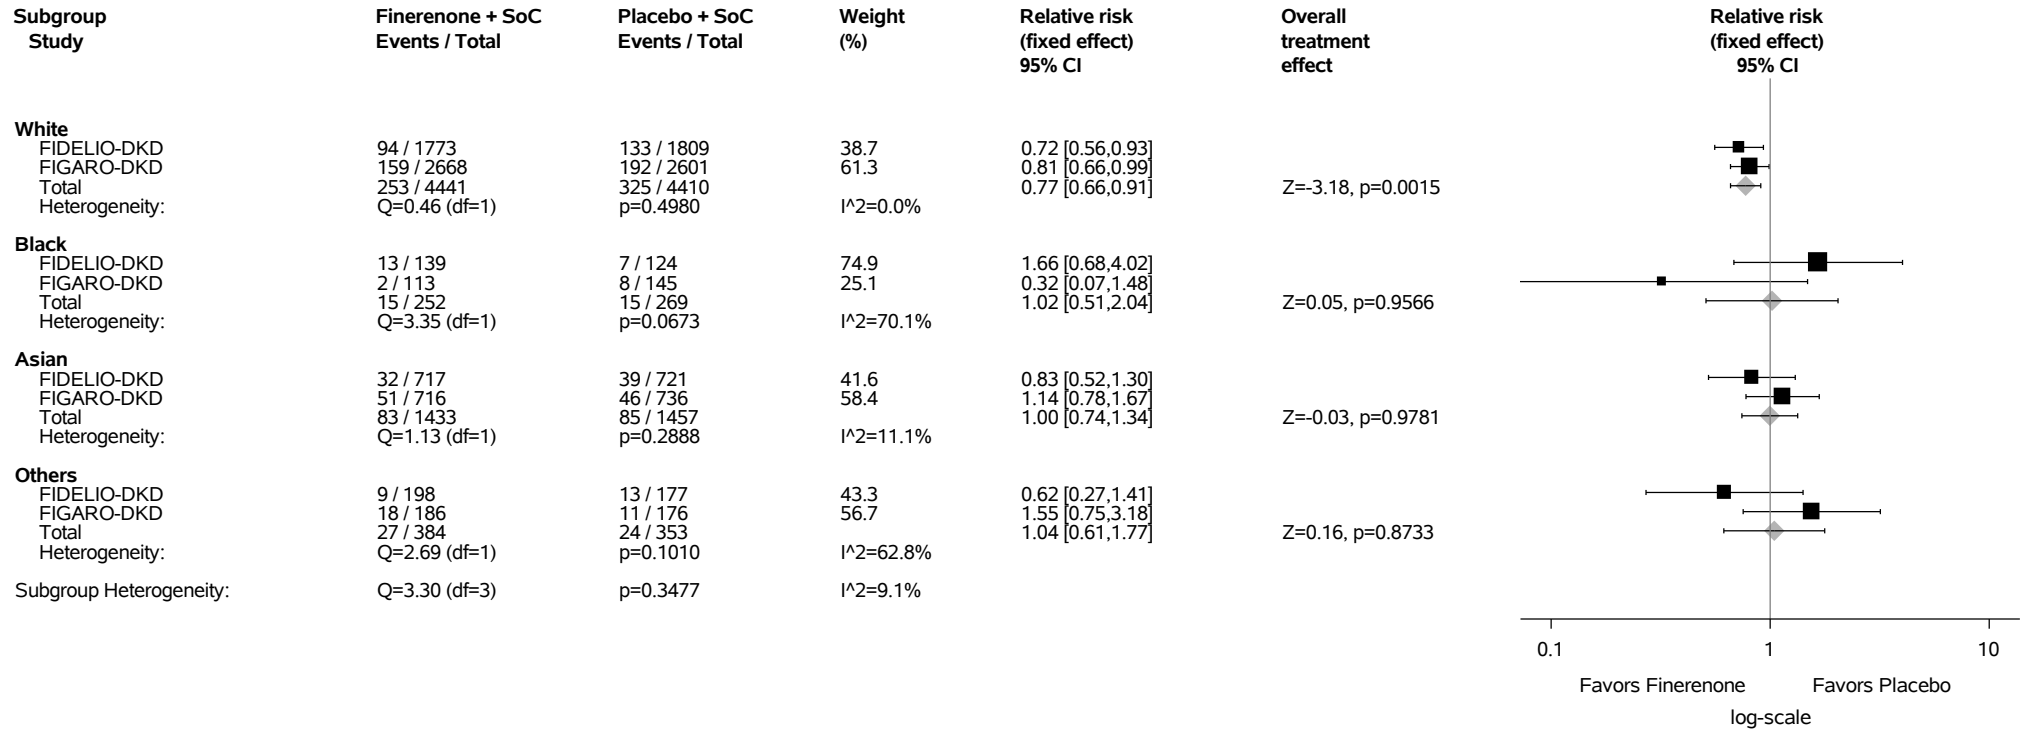 Subgroup Finerenone + SoC Placebo + SoC Weight Relative risk Overall Relative risk
Study Events / Total Events / Total (%) (fixed effect) treatment (fixed effect)
95% CI effect 95% CI
White
FIDELIO-DKD 94 / 1773 133 / 1809 38.7 0.72 [0.56,0.93]
FIGARO-DKD 159 / 2668 192 / 2601 61.3 0.81 [0.66,0.99]
Total 253 / 4441 325 / 4410 0.77 [0.66,0.91] Z=-3.18, p=0.0015
Heterogeneity: Q=0.46 (df=1) p=0.4980 I^2=0.0%
Black
FIDELIO-DKD 13 / 139 7 / 124 74.9 1.66 [0.68,4.02]
FIGARO-DKD 2 / 113 8 / 145 25.1 0.32 [0.07,1.48]
Total 15 / 252 15 / 269 1.02 [0.51,2.04] Z=0.05, p=0.9566
Heterogeneity: Q=3.35 (df=1) p=0.0673 I^2=70.1%
Asian
FIDELIO-DKD 32 / 717 39 / 721 41.6 0.83 [0.52,1.30]
FIGARO-DKD 51 / 716 46 / 736 58.4 1.14 [0.78,1.67]
Total 83 / 1433 85 / 1457 1.00 [0.74,1.34] Z=-0.03, p=0.9781
Heterogeneity: Q=1.13 (df=1) p=0.2888 I^2=11.1%
Others
FIDELIO-DKD 9 / 198 13 / 177 43.3 0.62 [0.27,1.41]
FIGARO-DKD 18 / 186 11 / 176 56.7 1.55 [0.75,3.18]
Total 27 / 384 24 / 353 1.04 [0.61,1.77] Z=0.16, p=0.8733
Heterogeneity: Q=2.69 (df=1) p=0.1010 I^2=62.8%
Subgroup Heterogeneity: Q=3.30 (df=3) p=0.3477 I^2=9.1%
0.1 1 10
Favors Finerenone Favors Placebo
log-scale